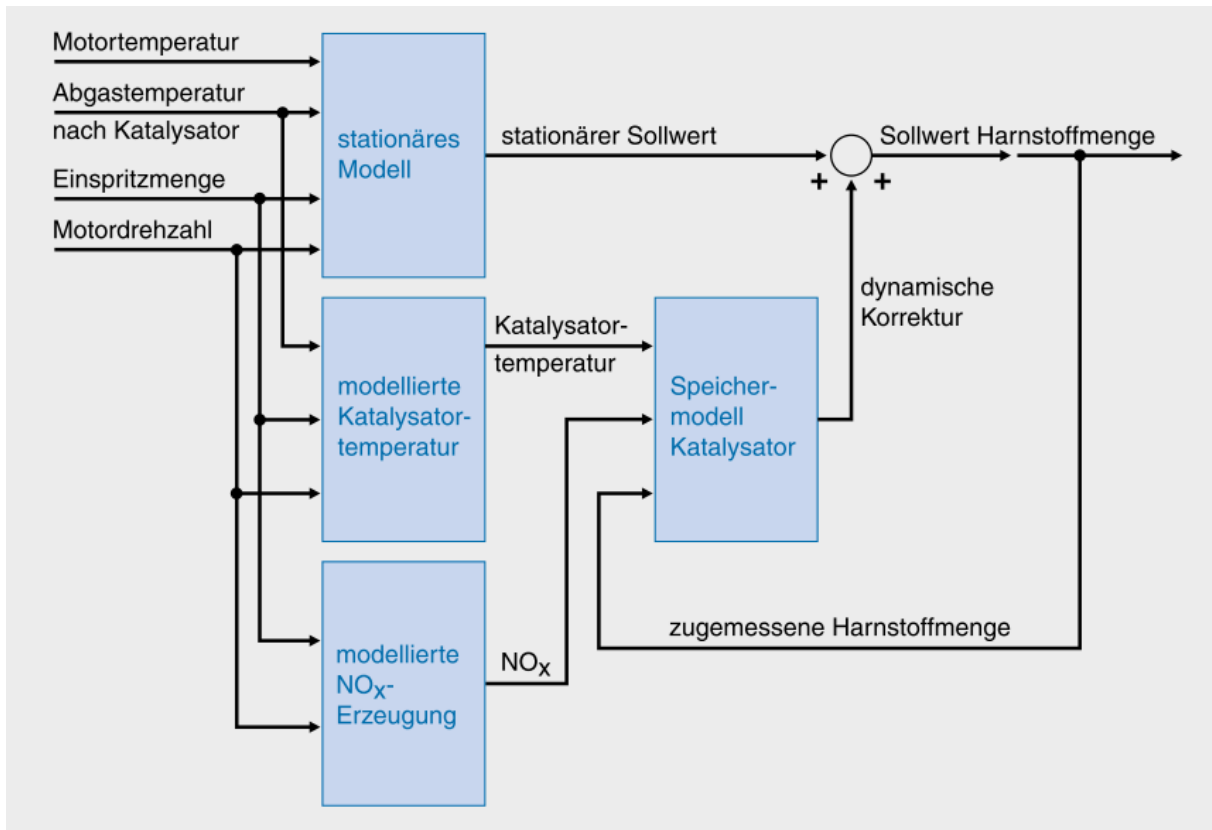 Motortemperatur
Abgastemperatur
nach Katalysator
Einspritzmenge
Motordrehzahl
stationäres
Modell
stationärer Sollwert
+ +
Sollwert Harnstoffmenge
dynamische
Korrektur
modellierte
Katalysator-
temperatur
Katalysator-
temperatur
Speicher-
modell
Katalysator
zugemessene Harnstoffmenge
modellierte
NOx-
Erzeugung
NOx